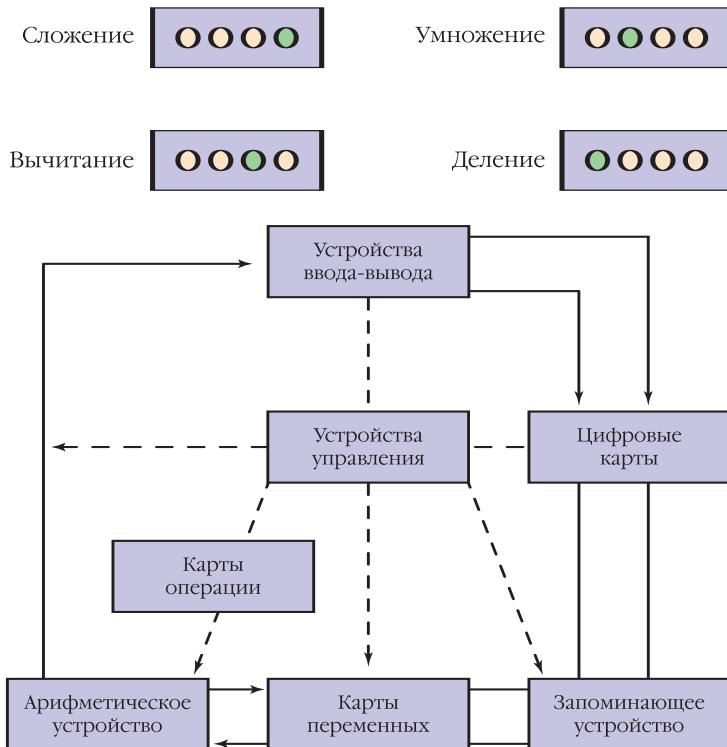 Сложение
Умножение
Вычитание
Деление
Устройства
ввода-вывода
Устройства
управления
Цифровые
карты
Карты
операции
Арифметическое
устройство
Карты
переменных
Запоминающее
устройство